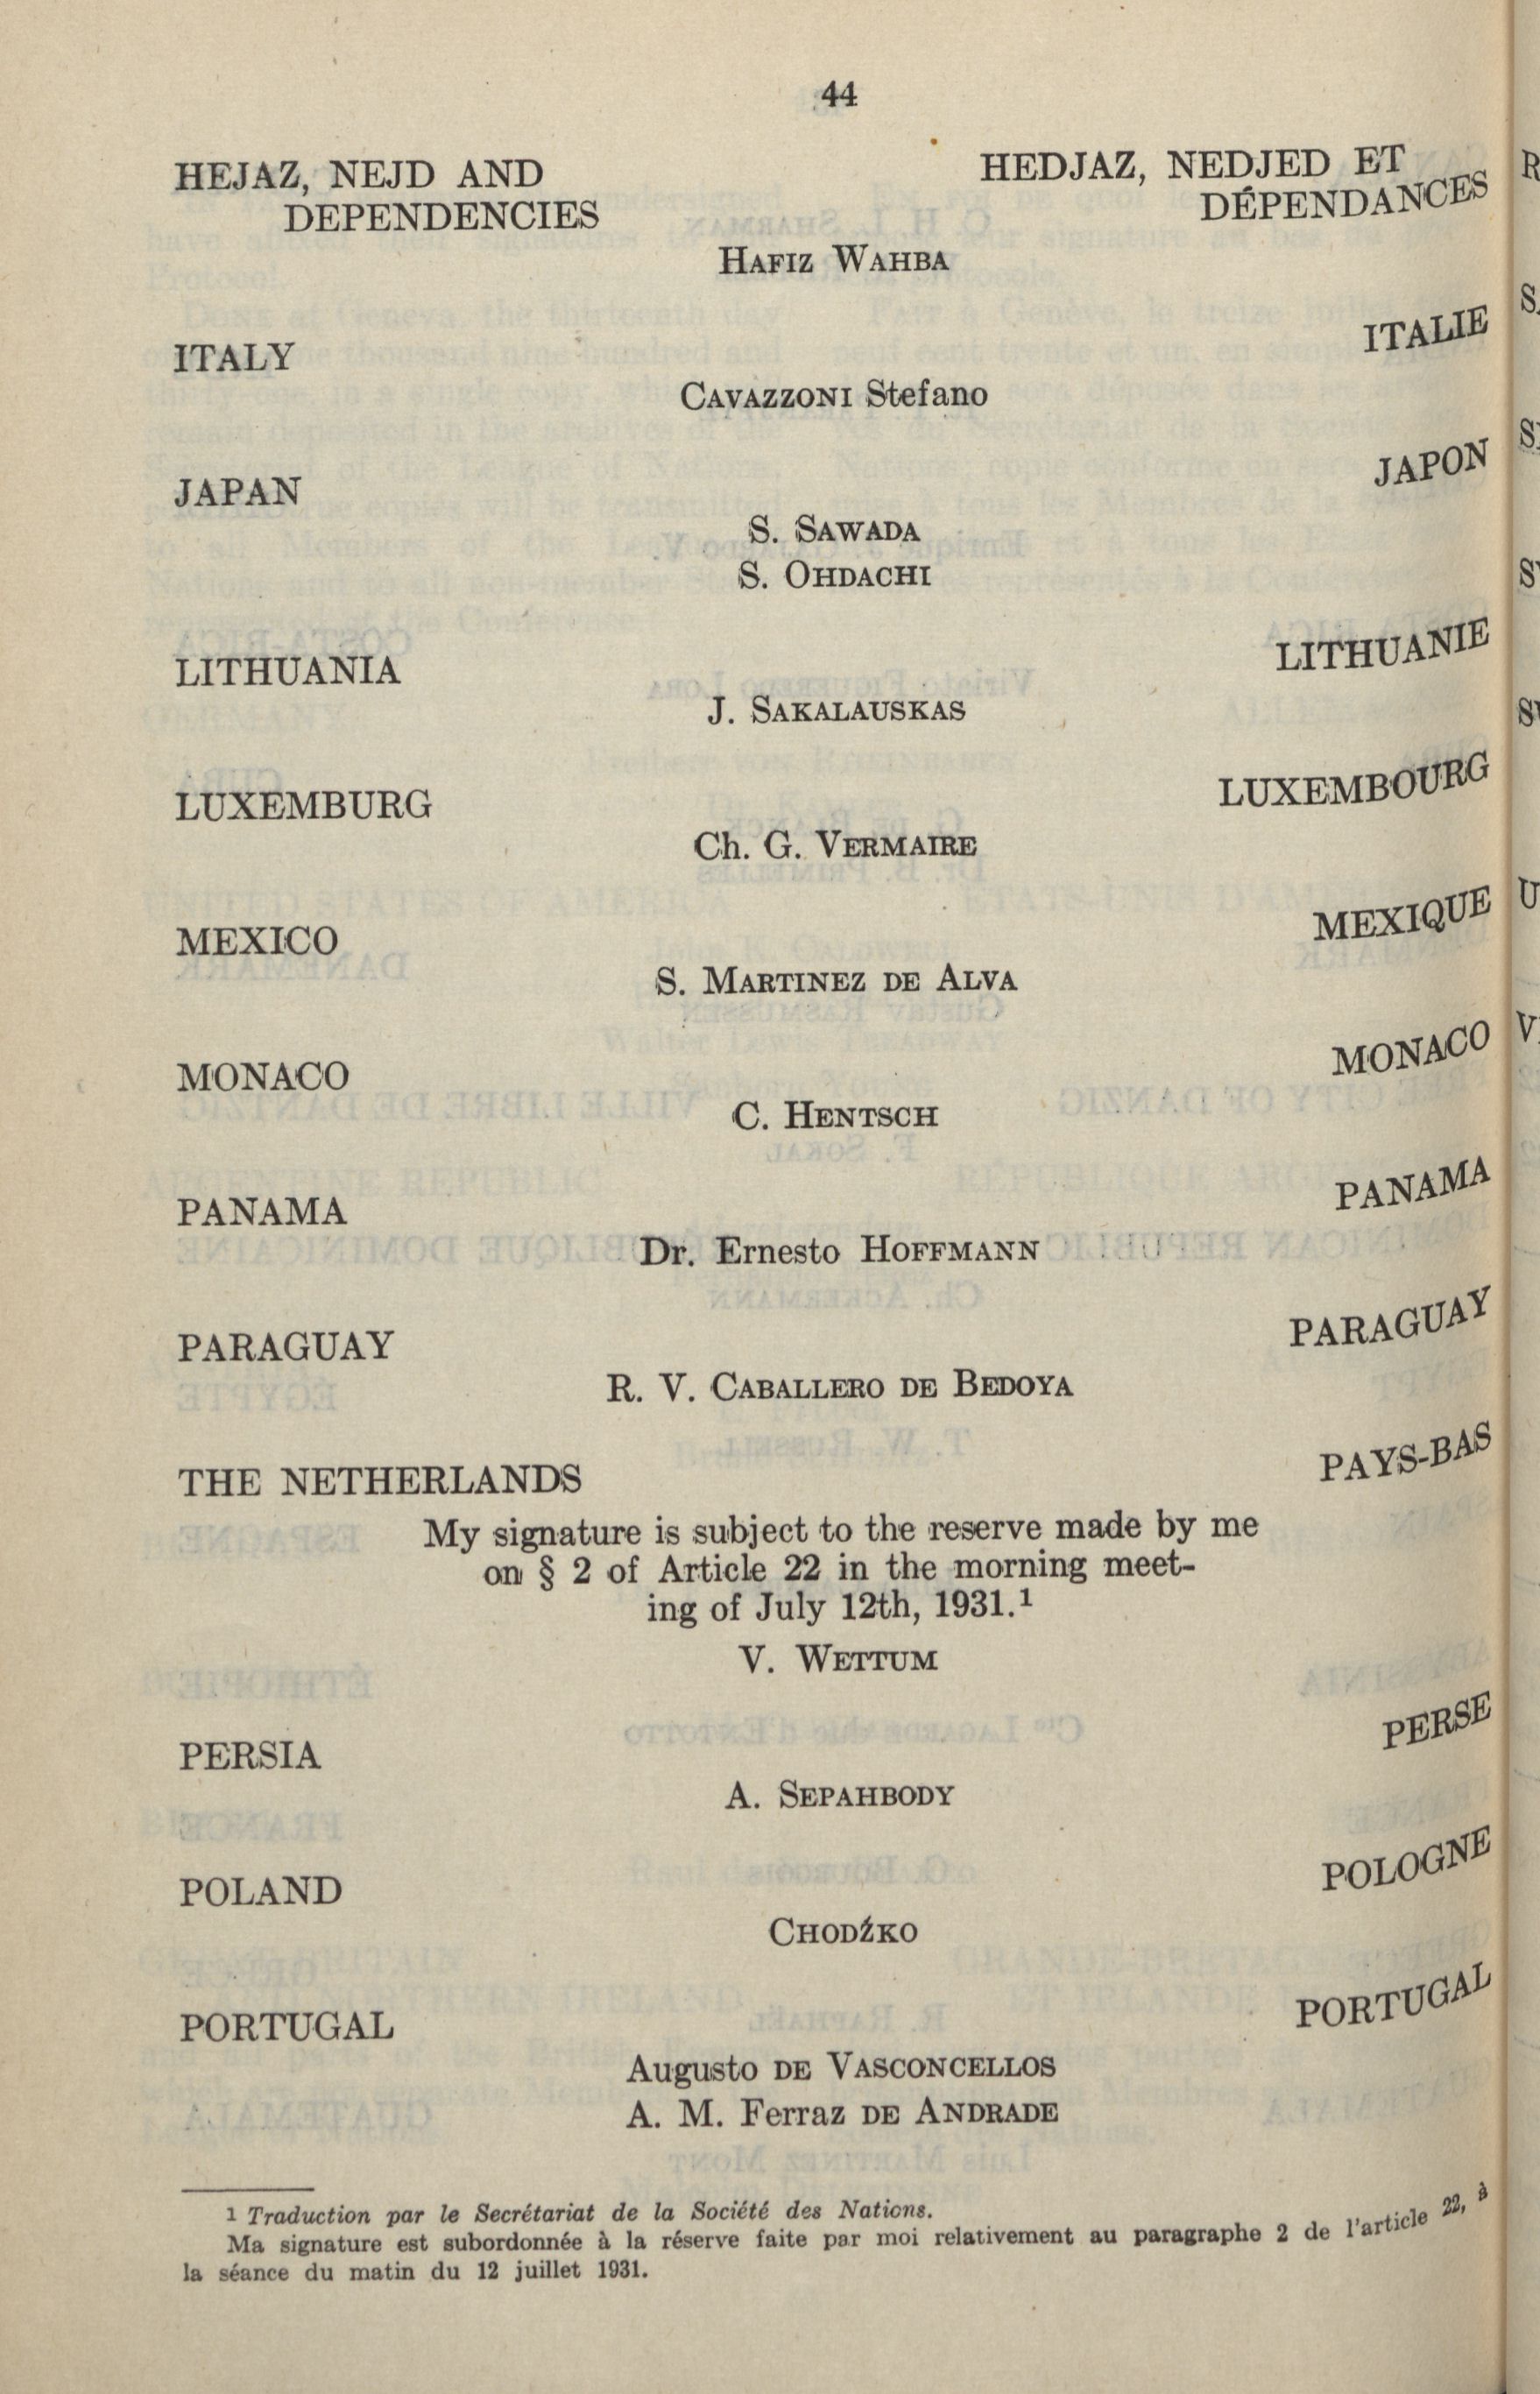 44
HEJAZ, NEJD AND HEDJAZ, NEDJED ET
DEPENDENCIES DÉPENDANCES
HAFIZ WAHBA
ITALY ITALIE
CAVAZZONI Stefano
JAPAN JAPON
S. SAWADA
S. OHDACHI
LITHUANIA LITHUANIE
J. SAKALAUSKAS
LUXEMBURG LUXEMBOURG
Ch. G. VERMAIRE
MEXICO MEXIQUE
S. MARTINEZ DE ALVA
MONACO MONACO
C. HENTSCH
PANAMA PANAMA
Dr. Ernesto HOFFMANN
PARAGUAY PARAGUAY
R. V. CABALLERO DE BEDOYA
THE NETHERLANDS PAYS-BAS
My signature is subject to the reserve made by me
on § 2 of Article 22 in the morning meet-
ing of July 12th, 1931.¹
V. WETTUM
PERSIA PERSE
A. SEPAHBODY
POLAND POLOGNE
CHODŹKO
PORTUGAL PORTUGAL
Augusto DE VASCONCELLOS
A. M. Ferraz DE ANDRADE
1 Traduction par le Secrétariat de la Société des Nations.
Ma signature est subordonnée à la réserve faite par moi relativement au paragraphe 2 de l'article 22, à
la séance du matin du 12 juillet 1931.